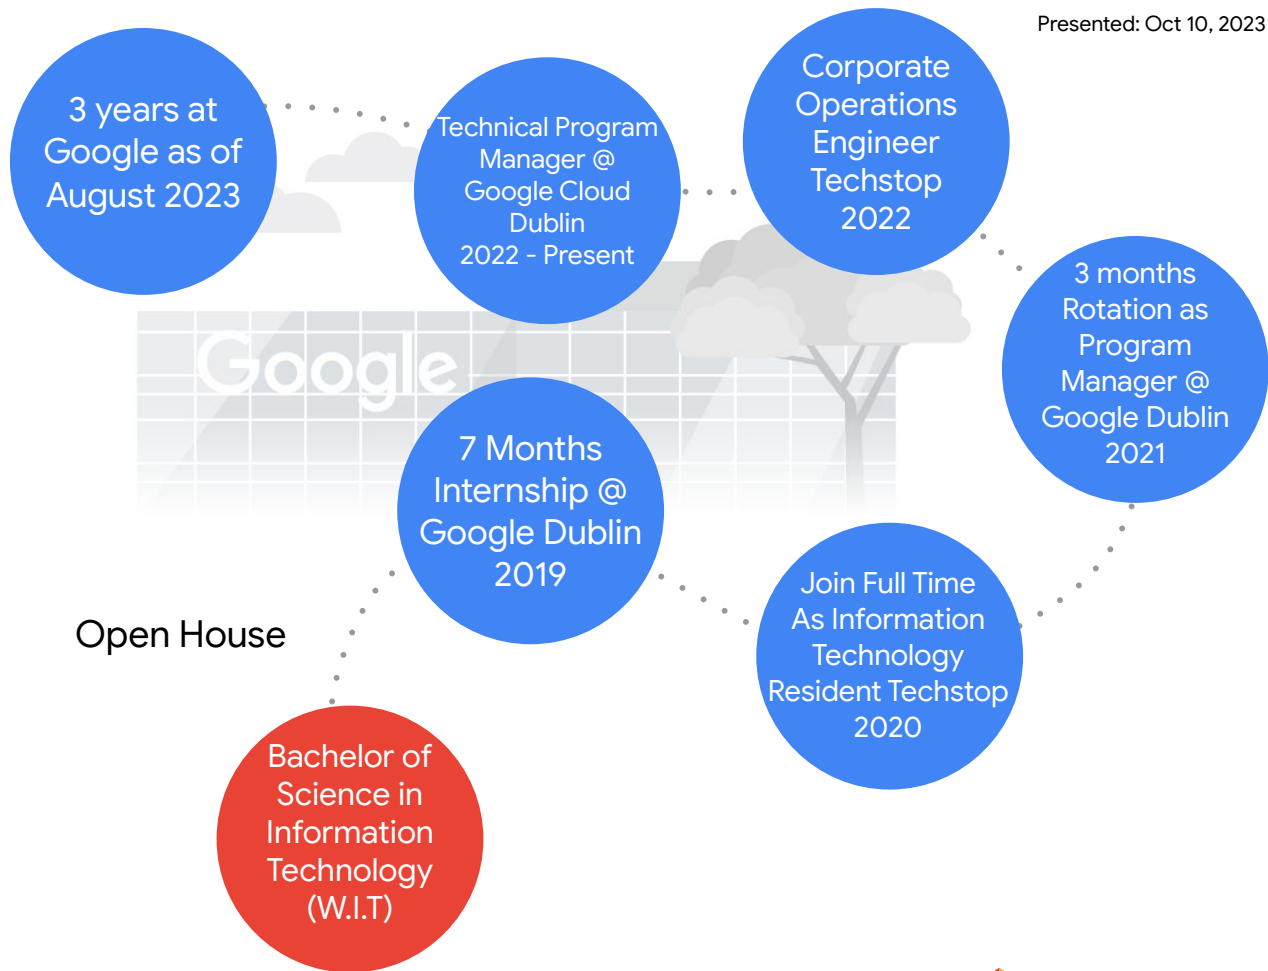 Presented: Oct 10, 2023
3 years at
Google as of
August 2023
Technical Program
Manager @
Google Cloud
Dublin
2022 - Present
Corporate
Operations
Engineer
Techstop
2022
3 months
Rotation as
Program
Manager @
Google Dublin
2021
Google
7 Months
Internship @
Google Dublin
2019
Join Full Time
As Information
Technology
Resident Techstop
2020
Open House
Bachelor of
Science in
Information
Technology
(W.I.T)